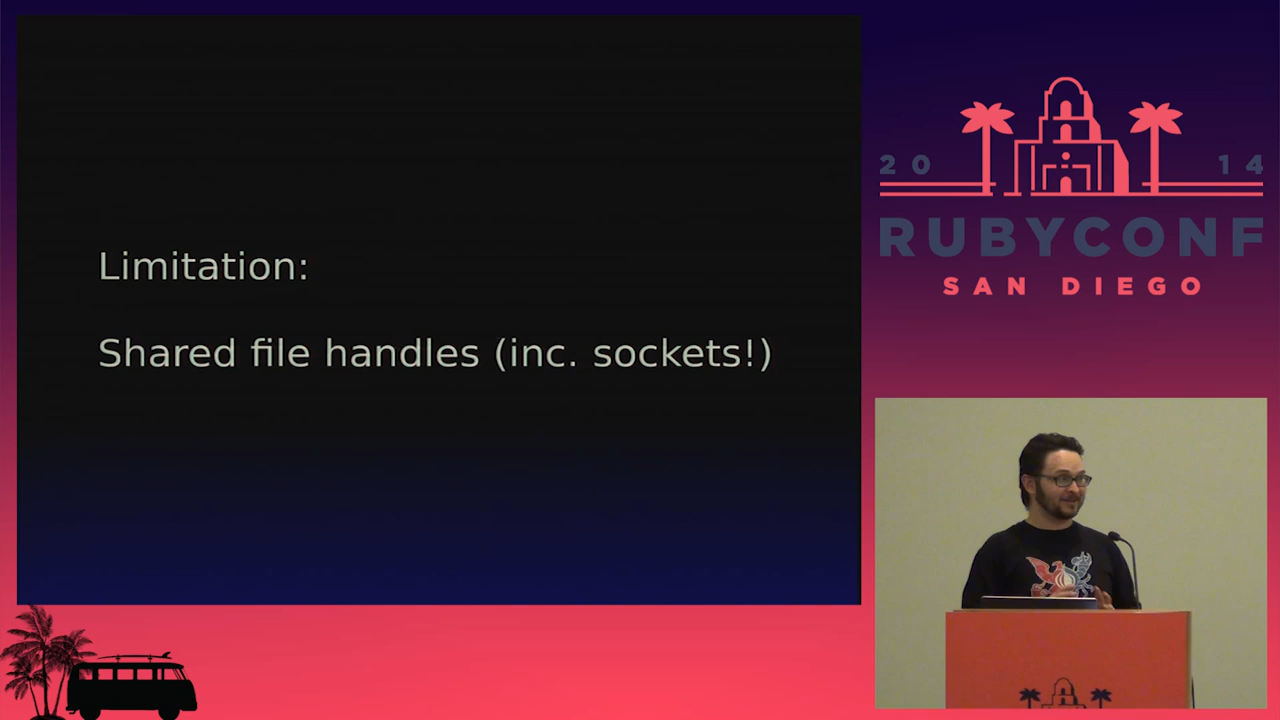 Limitation:
Shared file handles (inc. sockets!)
20 14
RUBYCONF
SAN DIEGO